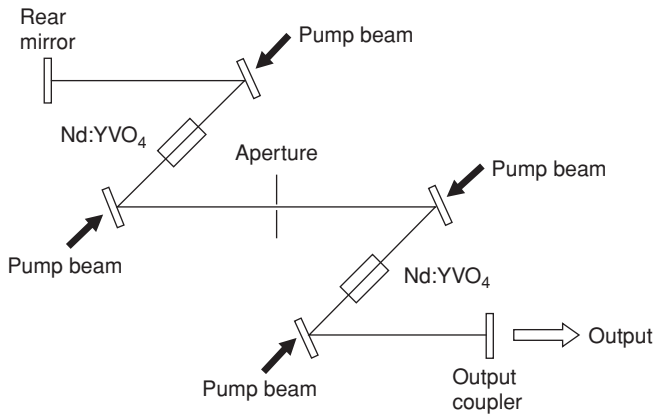 Rear
mirror
Pump beam
Nd:YVO₄
Aperture
Pump beam
Pump beam
Nd:YVO₄
Output
Pump beam
Output
coupler